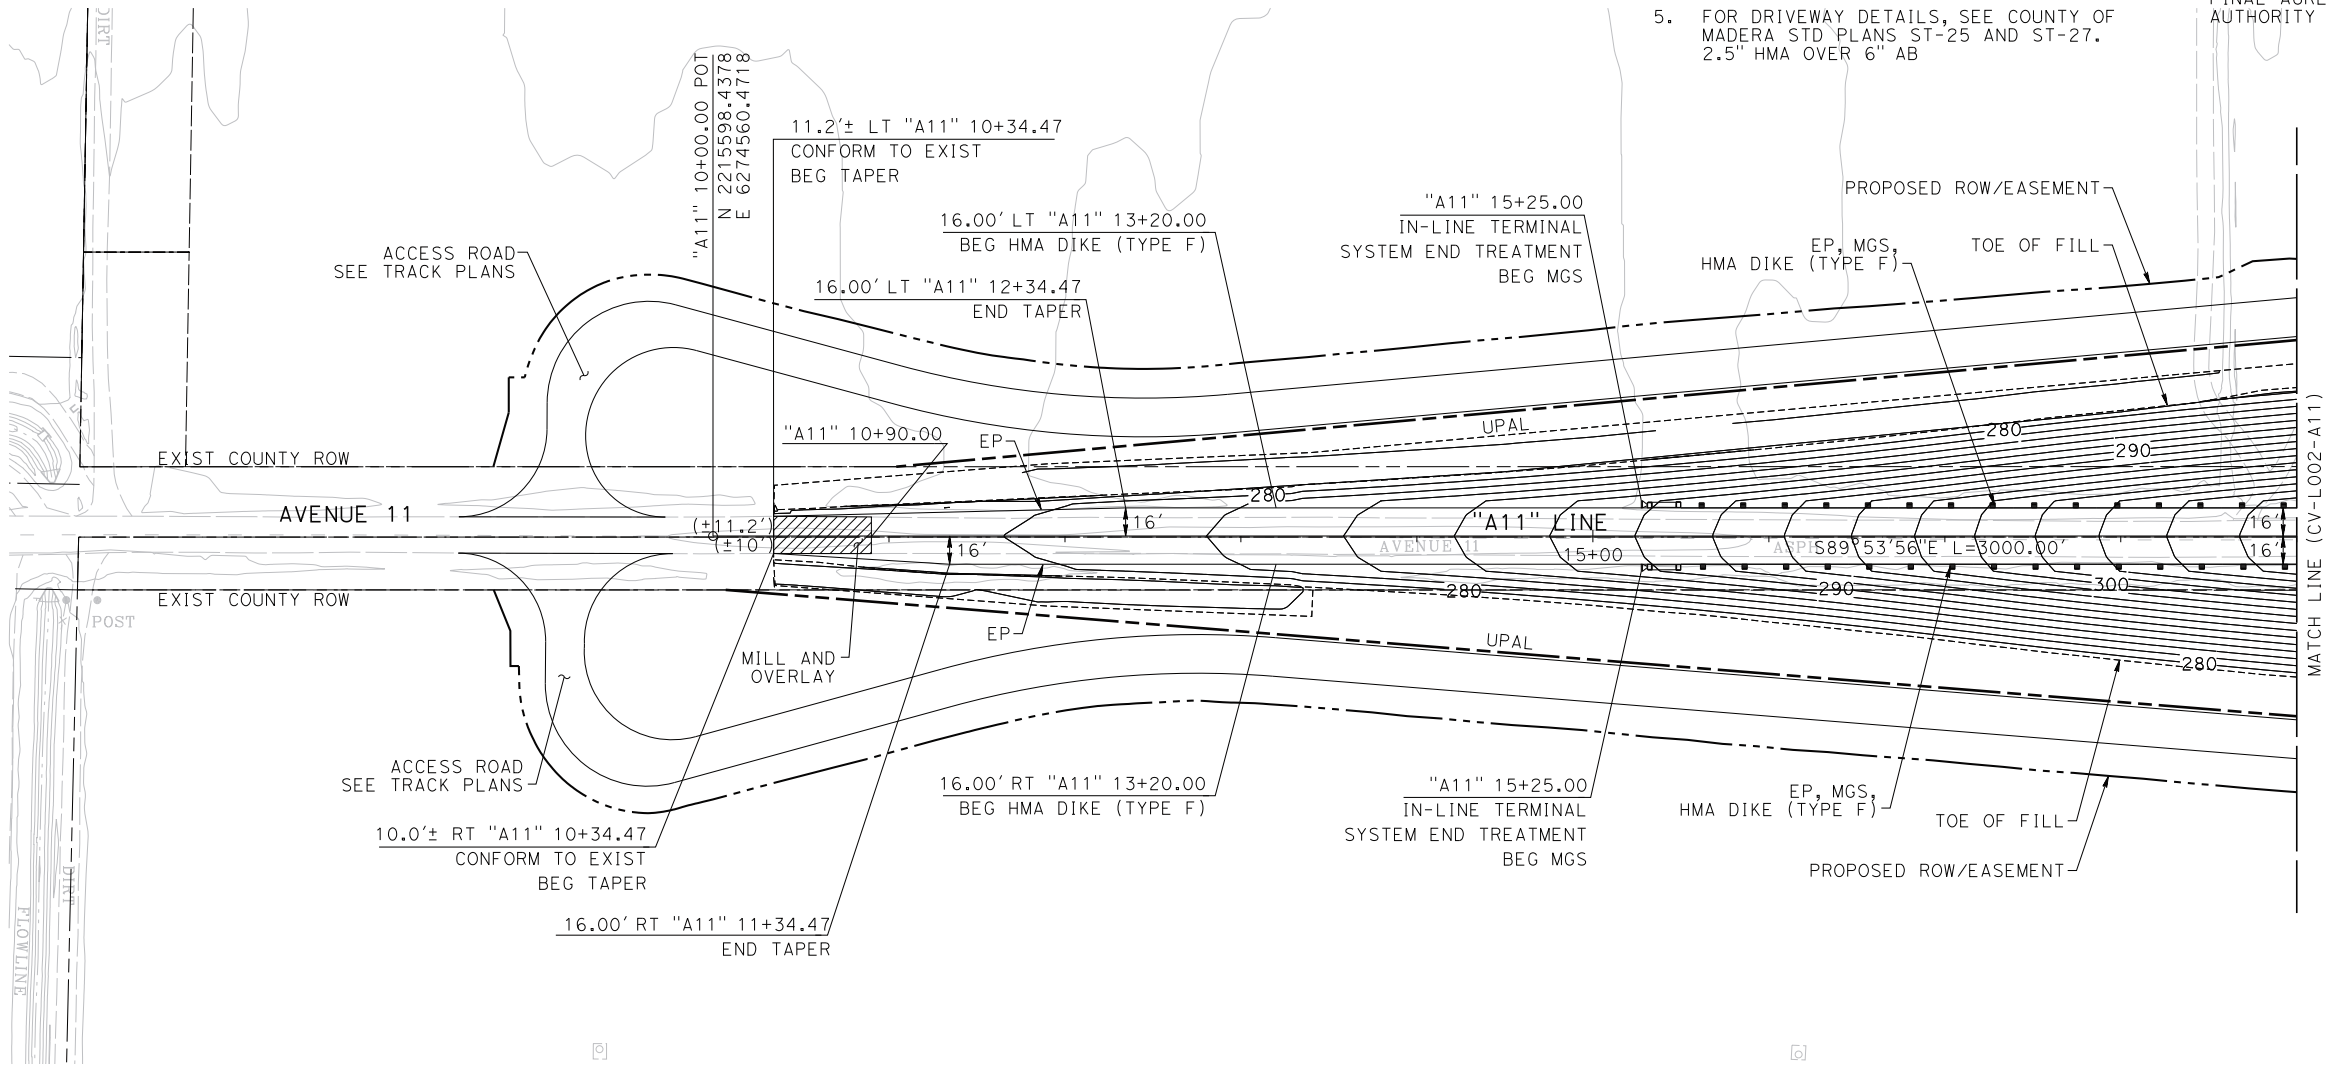 5. FOR DRIVEWAY DETAILS, SEE COUNTY OF
MADERA STD PLANS ST-25 AND ST-27.
2.5" HMA OVER 6" AB
AUTHORITY
DIRT
"A11" 10+00.00 POT
N 2215598.4378
E 6274560.4718
11.2'± LT "A11" 10+34.47
CONFORM TO EXIST
BEG TAPER
16.00' LT "A11" 13+20.00
BEG HMA DIKE (TYPE F)
16.00' LT "A11" 12+34.47
END TAPER
"A11" 15+25.00
IN-LINE TERMINAL
SYSTEM END TREATMENT
BEG MGS
PROPOSED ROW/EASEMENT
EP, MGS,
HMA DIKE (TYPE F)
TOE OF FILL
ACCESS ROAD
SEE TRACK PLANS
"A11" 10+90.00
EP
UPAL
280
290
EXIST COUNTY ROW
280
AVENUE 11
(±11.2')
(±10')
16'
16'
"A11" LINE
AVENUE 11
15+00
S89°53'56"E L=3000.00'
16'
16'
MATCH LINE (CV-L002-A11)
EXIST COUNTY ROW
280
290
300
280
POST
EP
UPAL
MILL AND
OVERLAY
ACCESS ROAD
SEE TRACK PLANS
10.0'± RT "A11" 10+34.47
CONFORM TO EXIST
BEG TAPER
16.00' RT "A11" 11+34.47
END TAPER
16.00' RT "A11" 13+20.00
BEG HMA DIKE (TYPE F)
"A11" 15+25.00
IN-LINE TERMINAL
SYSTEM END TREATMENT
BEG MGS
EP, MGS,
HMA DIKE (TYPE F)
TOE OF FILL
PROPOSED ROW/EASEMENT
DIRT
FLOWLINE